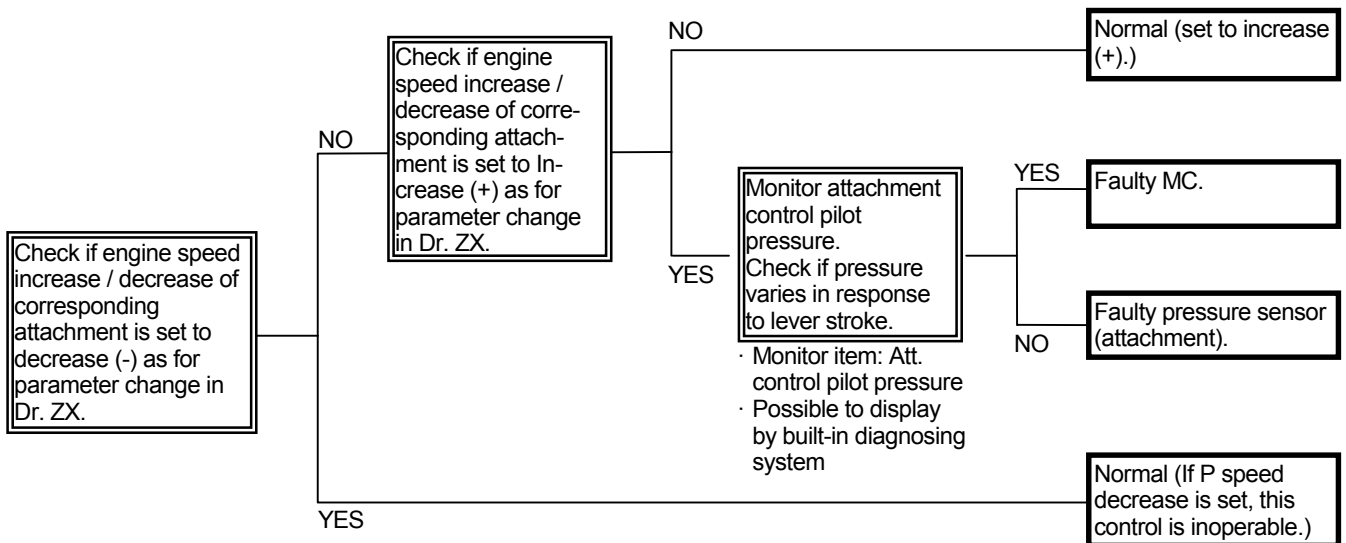 Check if engine speed
increase / decrease of
corresponding
attachment is set to
decrease (-) as for
parameter change in
Dr. ZX.
NO
Check if engine
speed increase /
decrease of corre-
sponding attach-
ment is set to In-
crease (+) as for
parameter change
in Dr. ZX.
NO
Normal (set to increase
(+).)
YES
Monitor attachment
control pilot
pressure.
Check if pressure
varies in response
to lever stroke.
· Monitor item: Att.
control pilot pressure
· Possible to display
by built-in diagnosing
system
YES
Faulty MC.
NO
Faulty pressure sensor
(attachment).
YES
Normal (If P speed
decrease is set, this
control is inoperable.)